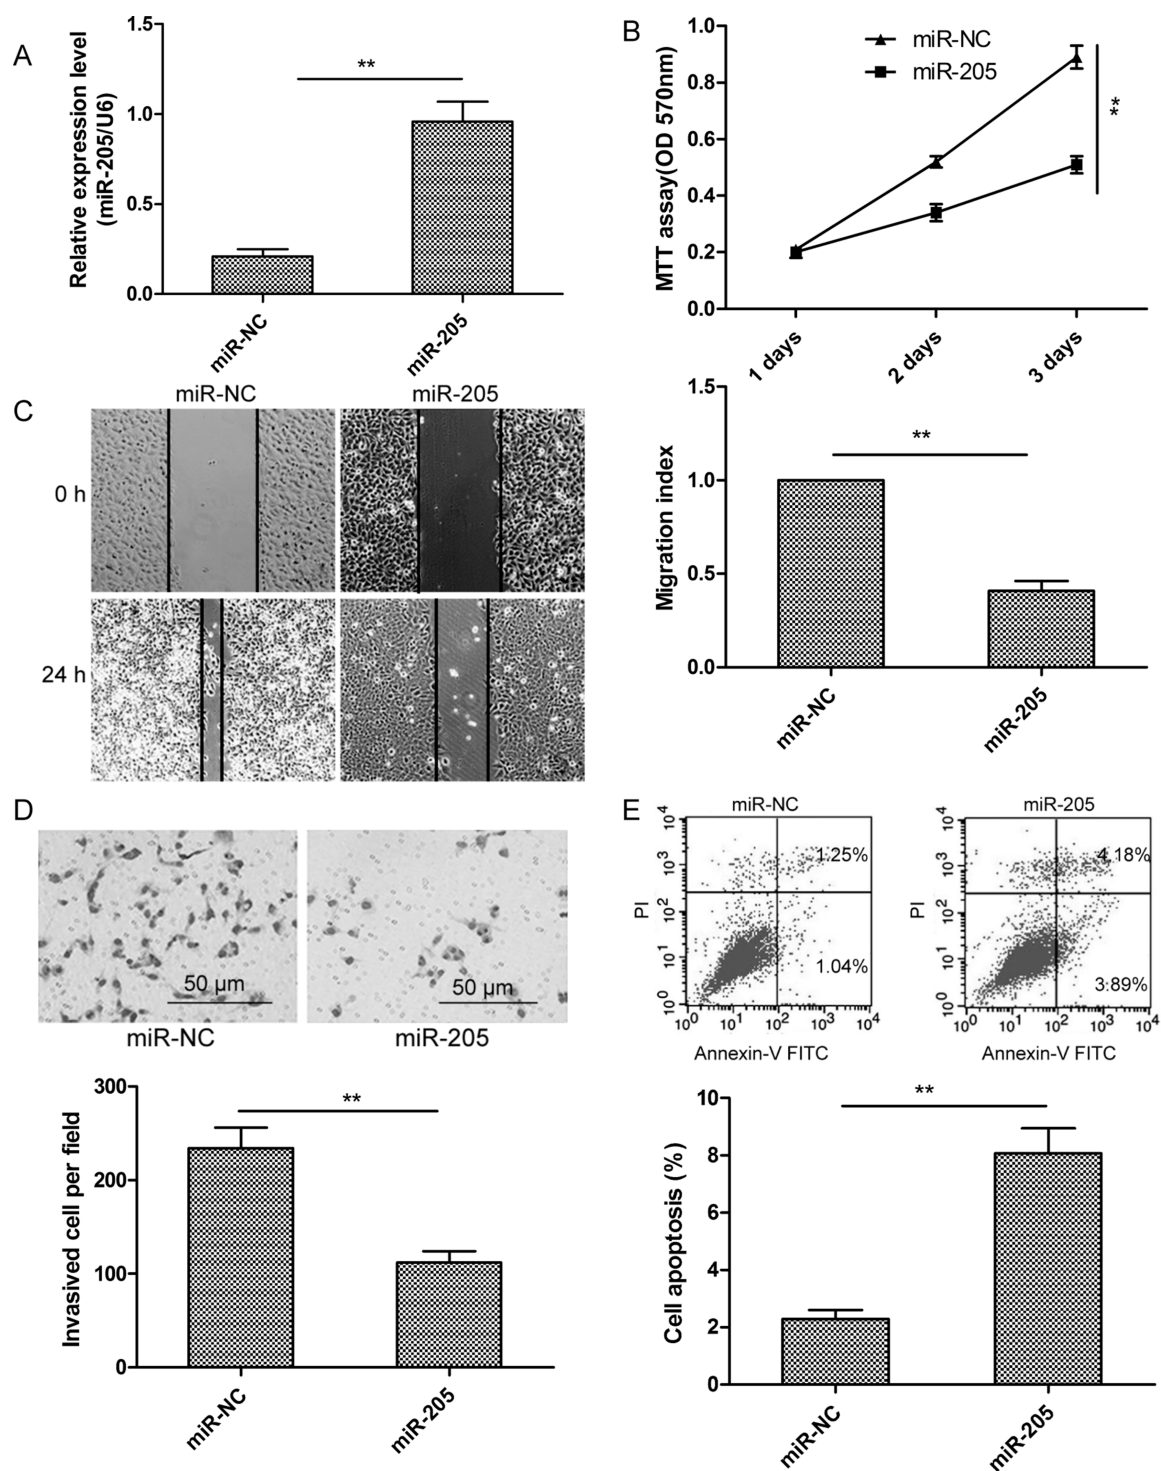 A
Relative expression level
(miR-205/U6)
1.5
1.0
0.5
0.0
**
miR-NC
miR-205
B
MTT assay(OD 570nm)
1.0
0.8
0.6
0.4
0.2
0.0
miR-NC
miR-205
**
1 days
2 days
3 days
C
miR-NC
miR-205
0 h
24 h
Migration index
1.5
1.0
0.5
0.0
**
miR-NC
miR-205
D
50 μm
50 μm
miR-NC
miR-205
Invasived cell per field
300
200
100
0
**
miR-NC
miR-205
E
miR-NC
PI
10⁴
10³
10²
10¹
10⁰
1.25%
1.04%
10⁰ 10¹ 10² 10³ 10⁴
Annexin-V FITC
miR-205
PI
10⁴
10³
10²
10¹
10⁰
4.18%
3.89%
10⁰ 10¹ 10² 10³ 10⁴
Annexin-V FITC
Cell apoptosis (%)
10
8
6
4
2
0
**
miR-NC
miR-205